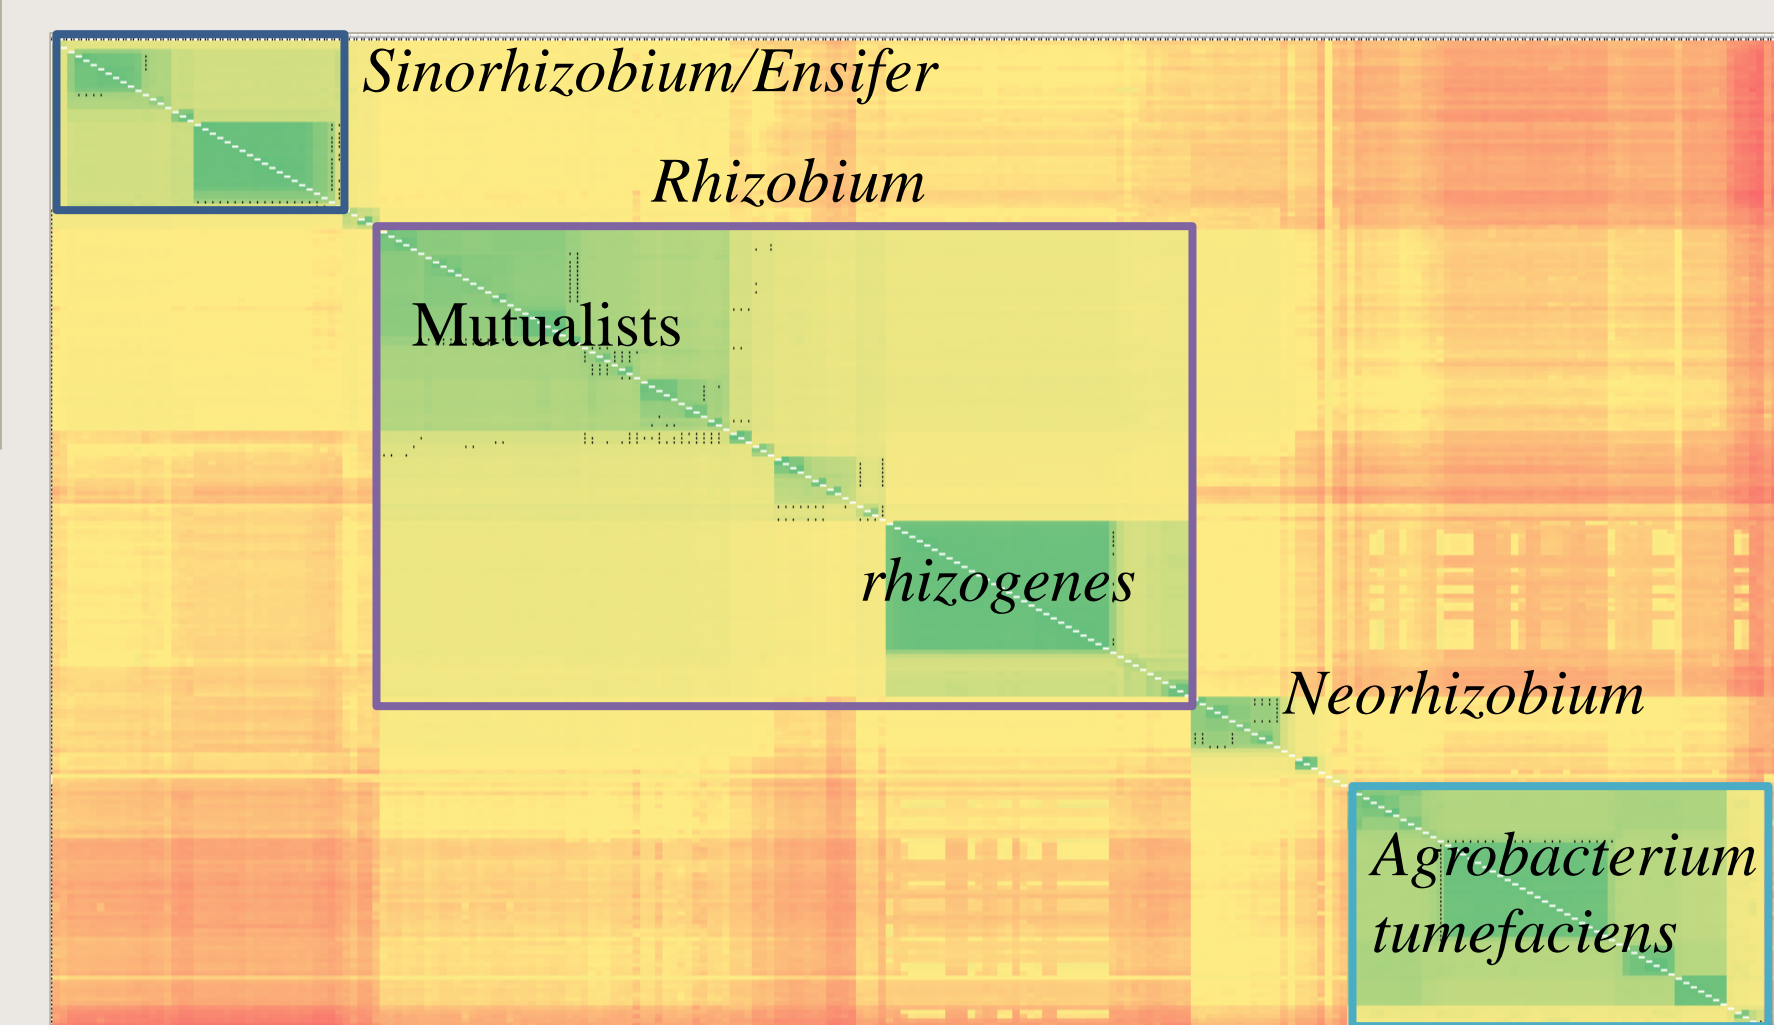 Sinorhizobium/Ensifer
Rhizobium
Mutualists
rhizogenes
Neorhizobium
Agrobacterium
tumefaciens